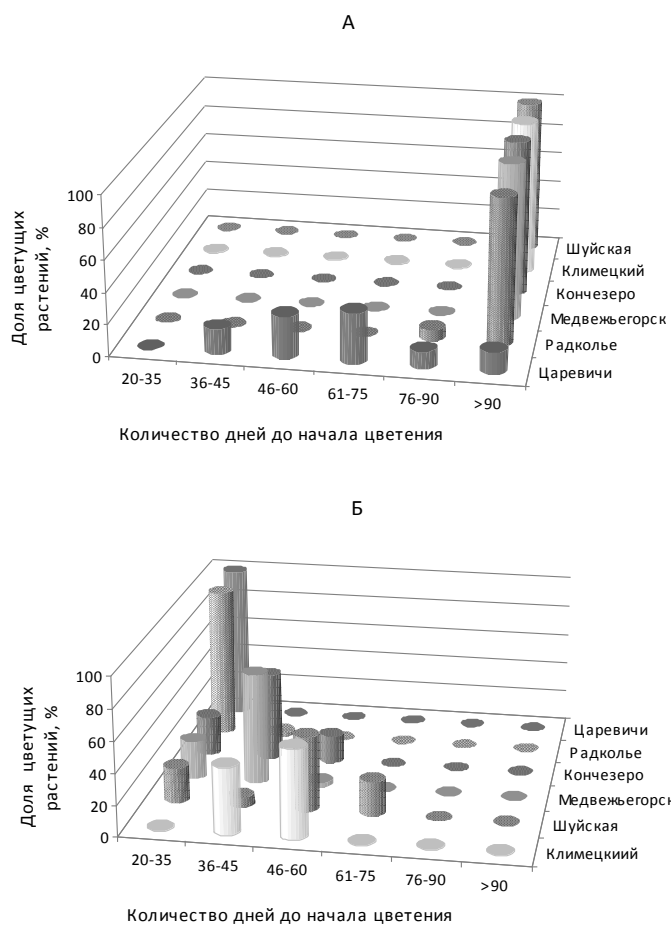 А
Доля цветущих
растений, %
100
80
60
40
20
0
20-35
36-45
46-60
61-75
76-90
>90
Шуйская
Климецкий
Кончезеро
Медвежьегорск
Радколье
Царевичи
Количество дней до начала цветения
Б
Доля цветущих
растений, %
100
80
60
40
20
0
20-35
36-45
46-60
61-75
76-90
>90
Царевичи
Радколье
Кончезеро
Медвежьегорск
Шуйская
Климецкиий
Количество дней до начала цветения